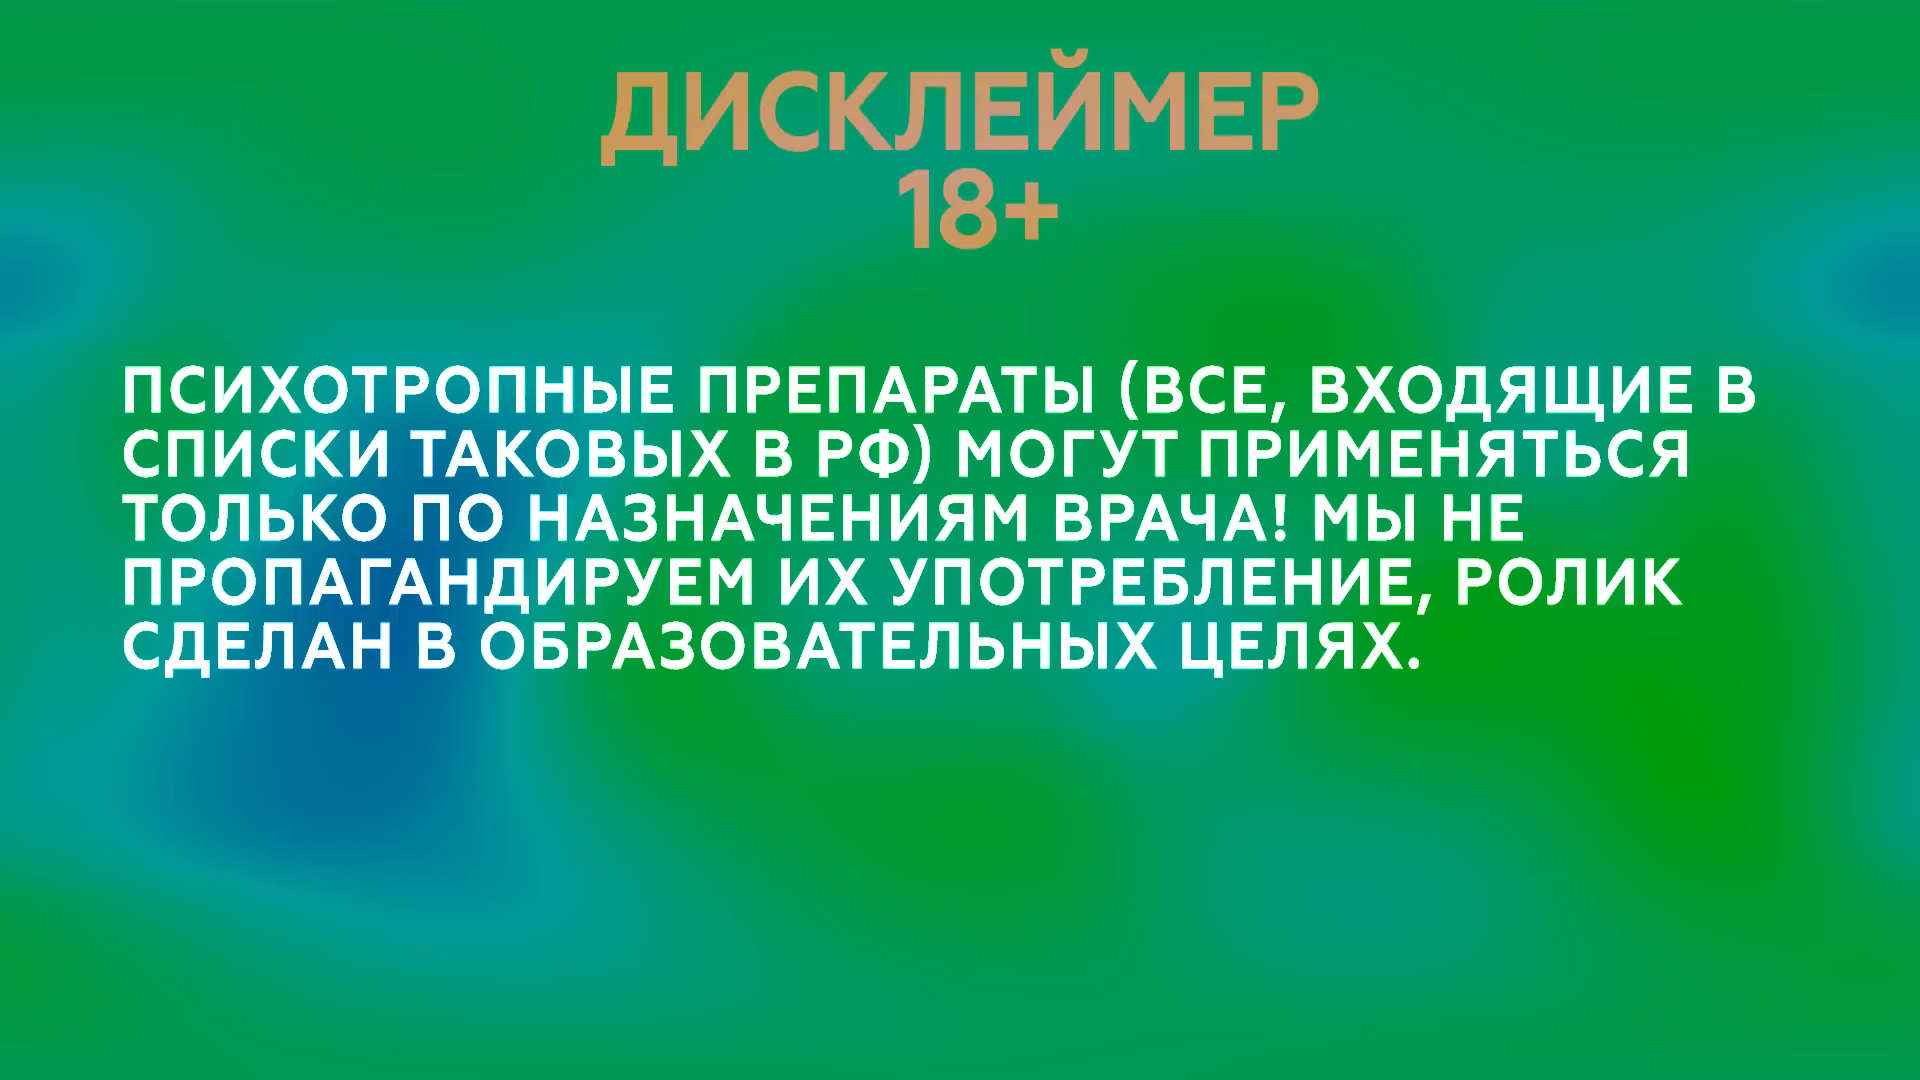 ДИСКЛЕЙМЕР
18+
ПСИХОТРОПНЫЕ ПРЕПАРАТЫ (ВСЕ, ВХОДЯЩИЕ В
СПИСКИ ТАКОВЫХ В РФ) МОГУТ ПРИМЕНЯТЬСЯ
ТОЛЬКО ПО НАЗНАЧЕНИЯМ ВРАЧА! МЫ НЕ
ПРОПАГАНДИРУЕМ ИХ УПОТРЕБЛЕНИЕ, РОЛИК
СДЕЛАН В ОБРАЗОВАТЕЛЬНЫХ ЦЕЛЯХ.